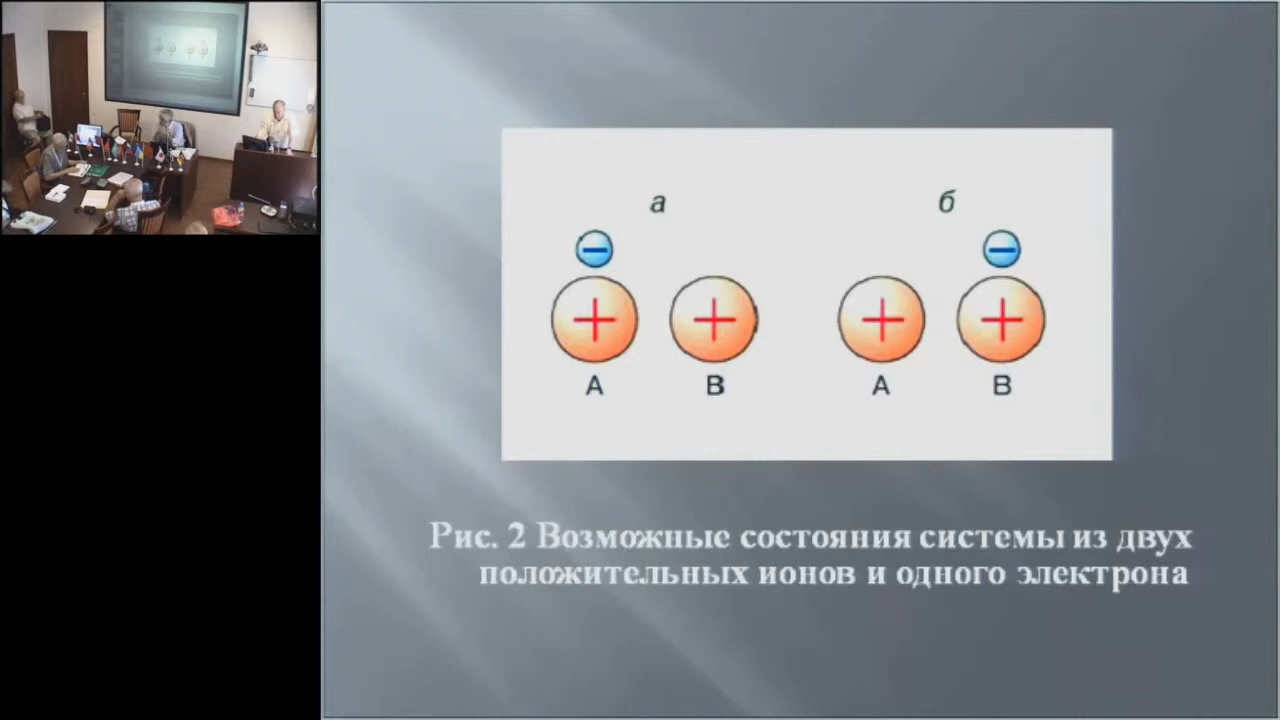 а б
− −
+ + + +
A B A B
Рис. 2 Возможные состояния системы из двух
положительных ионов и одного электрона